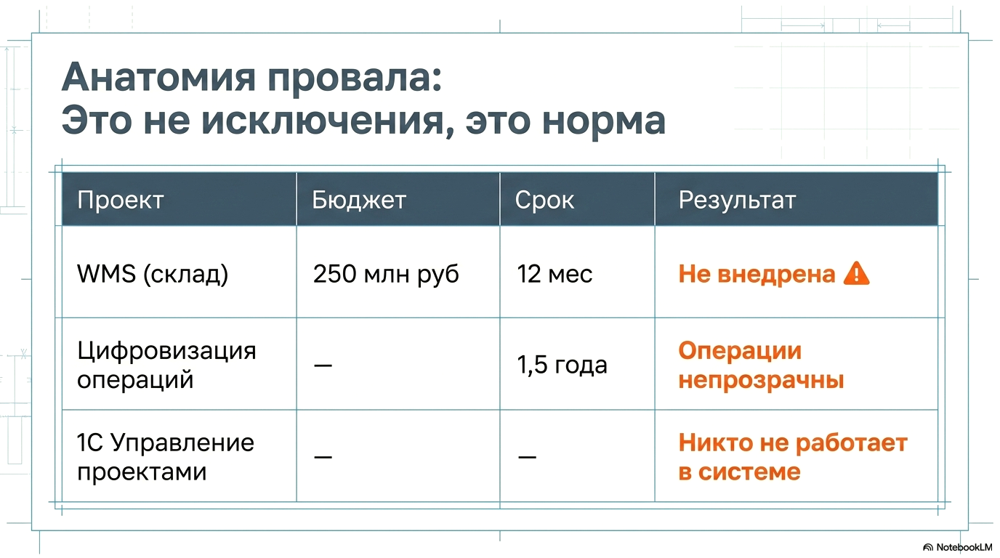 Анатомия провала:
Это не исключения, это норма
Проект
Бюджет
Срок
Результат
WMS (склад)
250 млн руб
12 мес
Не внедрена
Цифровизация
операций
—
1,5 года
Операции
непрозрачны
1С Управление
проектами
—
—
Никто не работает
в системе
NotebookLM